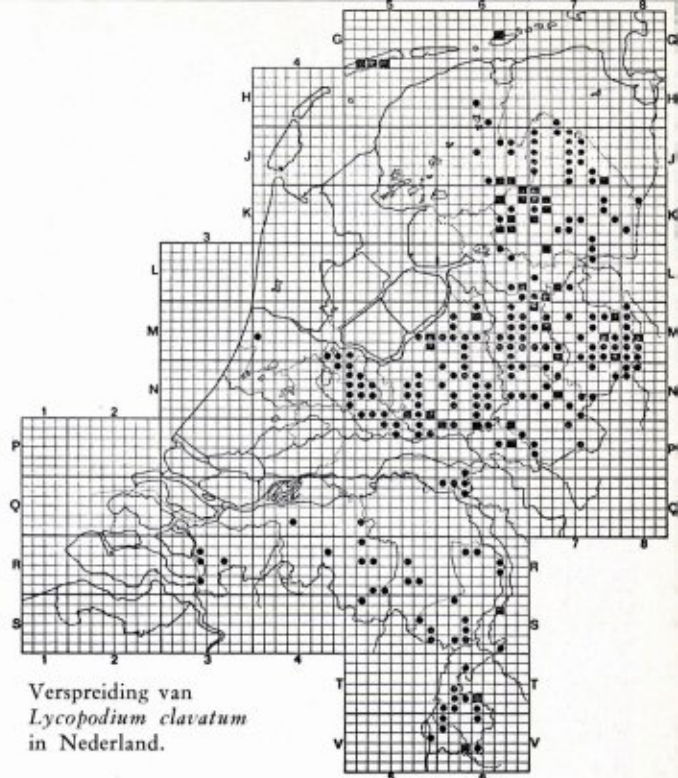 5 6 7 8
G G
4
H H
J J
K K
3
L L
M M
N N
1 2
P P
Q Q
7 8
R R
S S
1 2 3 4
T T
V V
5 6
Verspreiding van
Lycopodium clavatum
in Nederland.